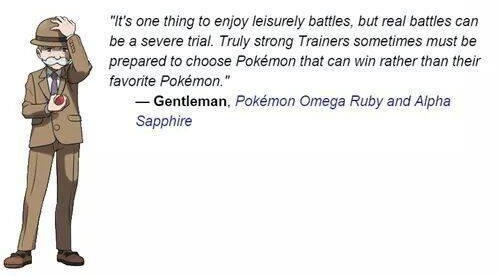 "It's one thing to enjoy leisurely battles, but real battles can
be a severe trial. Truly strong Trainers sometimes must be
prepared to choose Pokémon that can win rather than their
favorite Pokémon."
— Gentleman, Pokémon Omega Ruby and Alpha
Sapphire